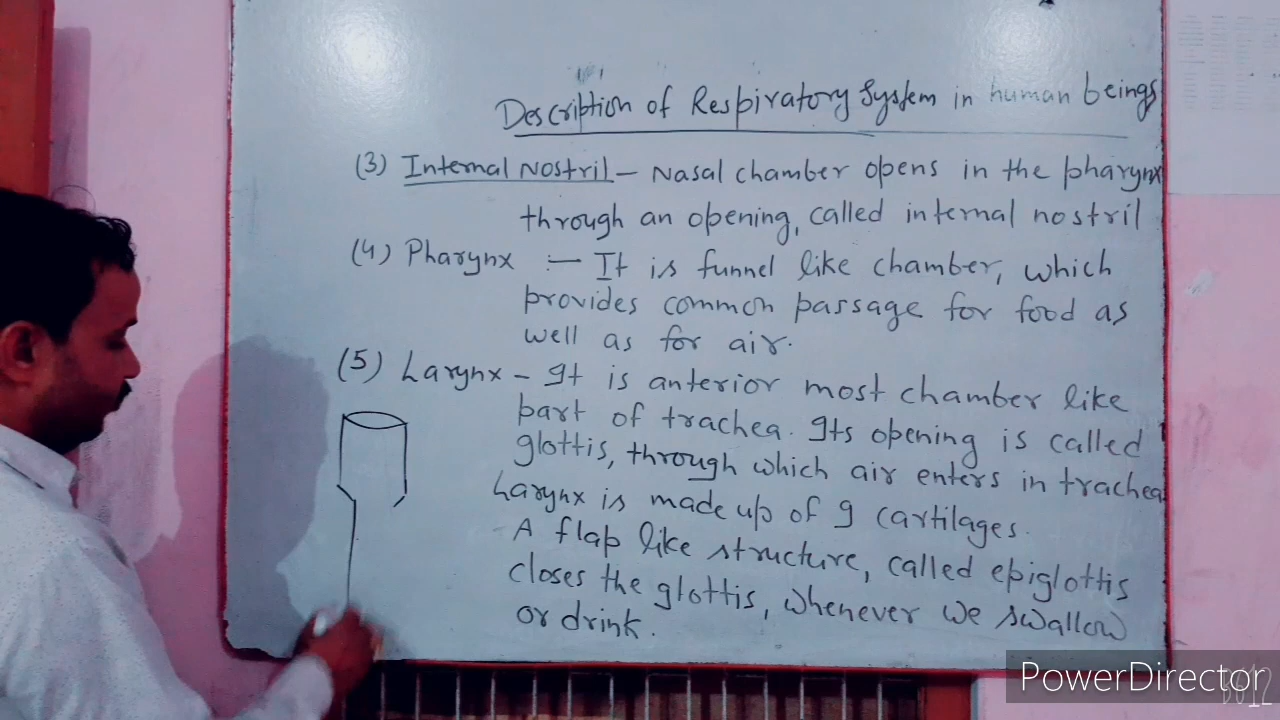 Description of Respiratory System in human beings
(3) Internal Nostril - Nasal chamber opens in the pharynx
through an opening, called internal nostril
(4) Pharynx :- It is funnel like chamber, which
provides common passage for food as
well as for air.
(5) Larynx - It is anterior most chamber like
part of trachea. Its opening is called
glottis, through which air enters in trachea
Larynx is made up of 9 cartilages.
A flap like structure, called epiglottis
closes the glottis, whenever we swallow
or drink.
PowerDirector